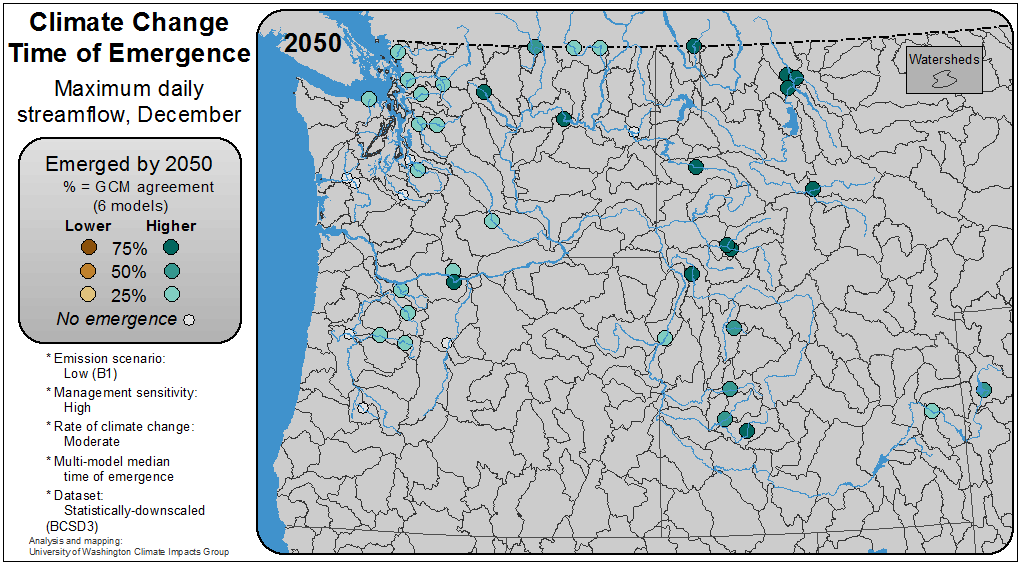 Climate Change
Time of Emergence
Maximum daily
streamflow, December
Emerged by 2050
% = GCM agreement
(6 models)
Lower Higher
75%
50%
25%
No emergence
* Emission scenario:
Low (B1)
* Management sensitivity:
High
* Rate of climate change:
Moderate
* Multi-model median
time of emergence
* Dataset:
Statistically-downscaled
(BCSD3)
Analysis and mapping:
University of Washington Climate Impacts Group
2050
Watersheds